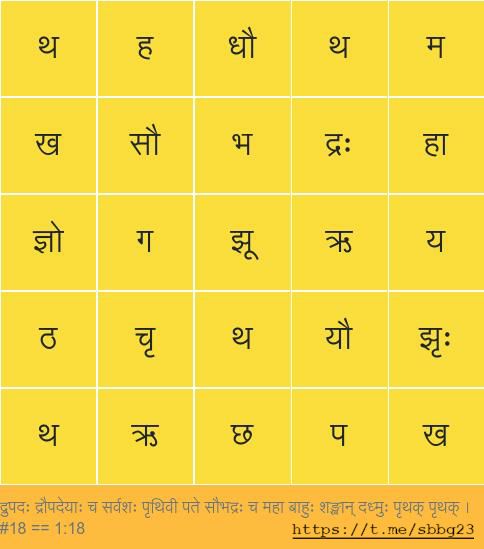 थ ह धौ थ म
ख सौ भ द्रः हा
ज्ञो ग झू ऋ य
ठ चृ थ यौ झृः
थ ऋ छ प ख
द्रुपदः द्रौपदेयाः च सर्वशः पृथिवी पते सौभद्रः च महा बाहुः शङ्खान् दध्मुः पृथक् पृथक् ।
#18 == 1:18 https://t.me/sbbg23